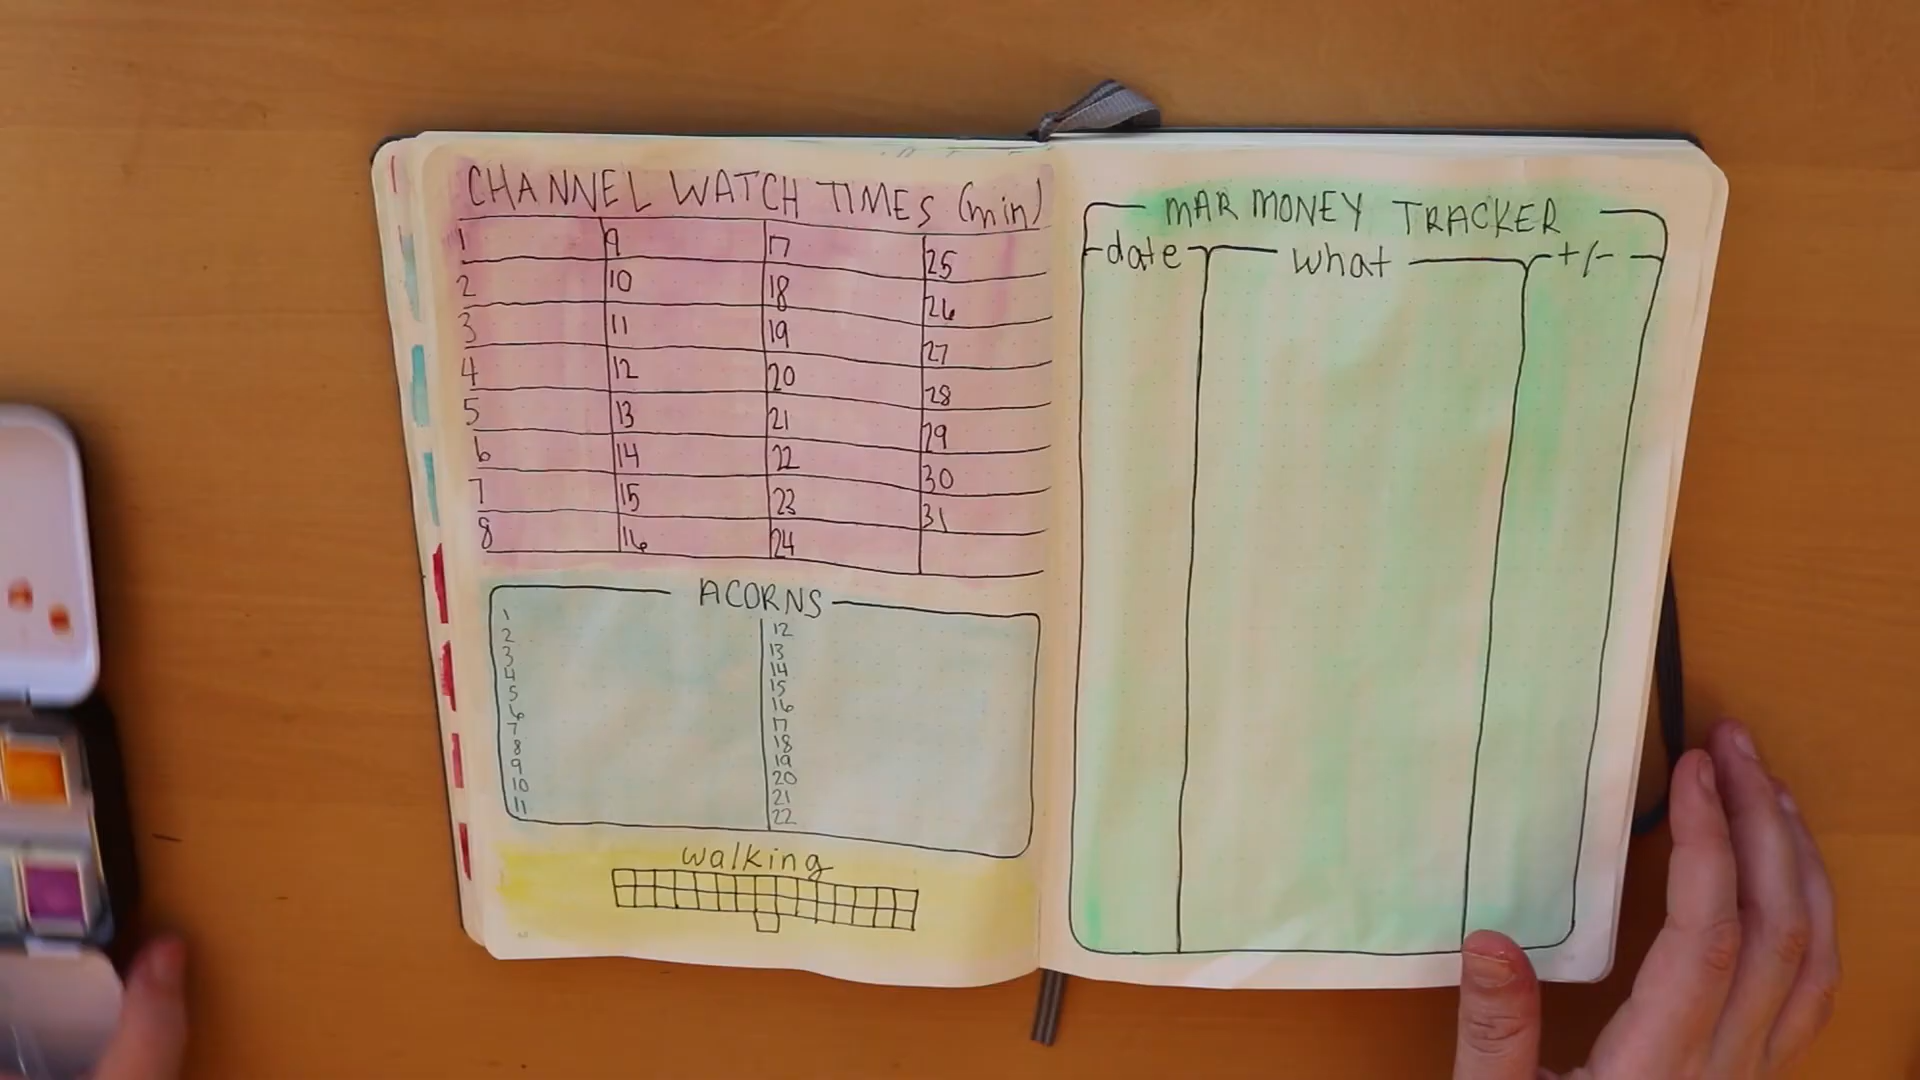 CHANNEL WATCH TIMES (min)
1 9 17 25
2 10 18 26
3 11 19 27
4 12 20 28
5 13 21 29
6 14 22 30
7 15 23 31
8 16 24
ACORNS
1 12
2 13
3 14
4 15
5 16
6 17
7 18
8 19
9 20
10 21
11 22
walking
MAR MONEY TRACKER
date what +/-